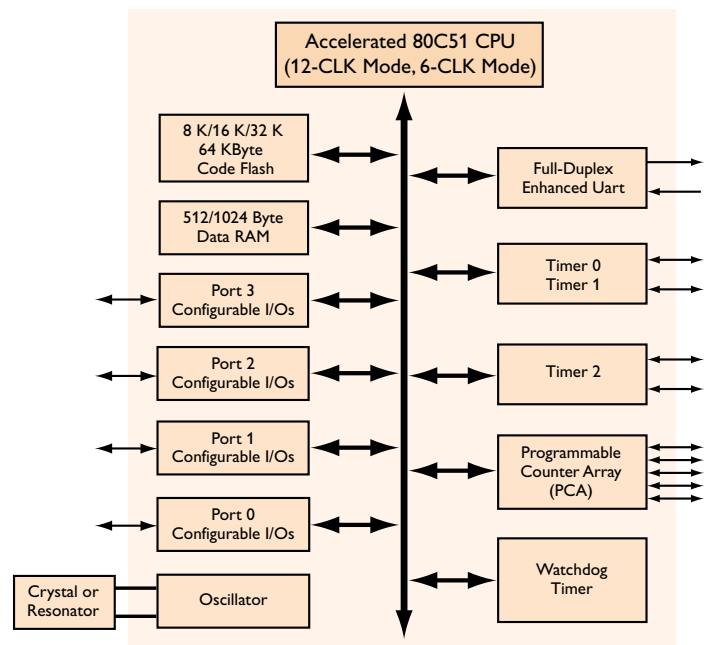 Accelerated 80C51 CPU
(12-CLK Mode, 6-CLK Mode)
8 K/16 K/32 K
64 KByte
Code Flash
512/1024 Byte
Data RAM
Port 3
Configurable I/Os
Port 2
Configurable I/Os
Port 1
Configurable I/Os
Port 0
Configurable I/Os
Crystal or
Resonator
Oscillator
Full-Duplex
Enhanced Uart
Timer 0
Timer 1
Timer 2
Programmable
Counter Array
(PCA)
Watchdog
Timer